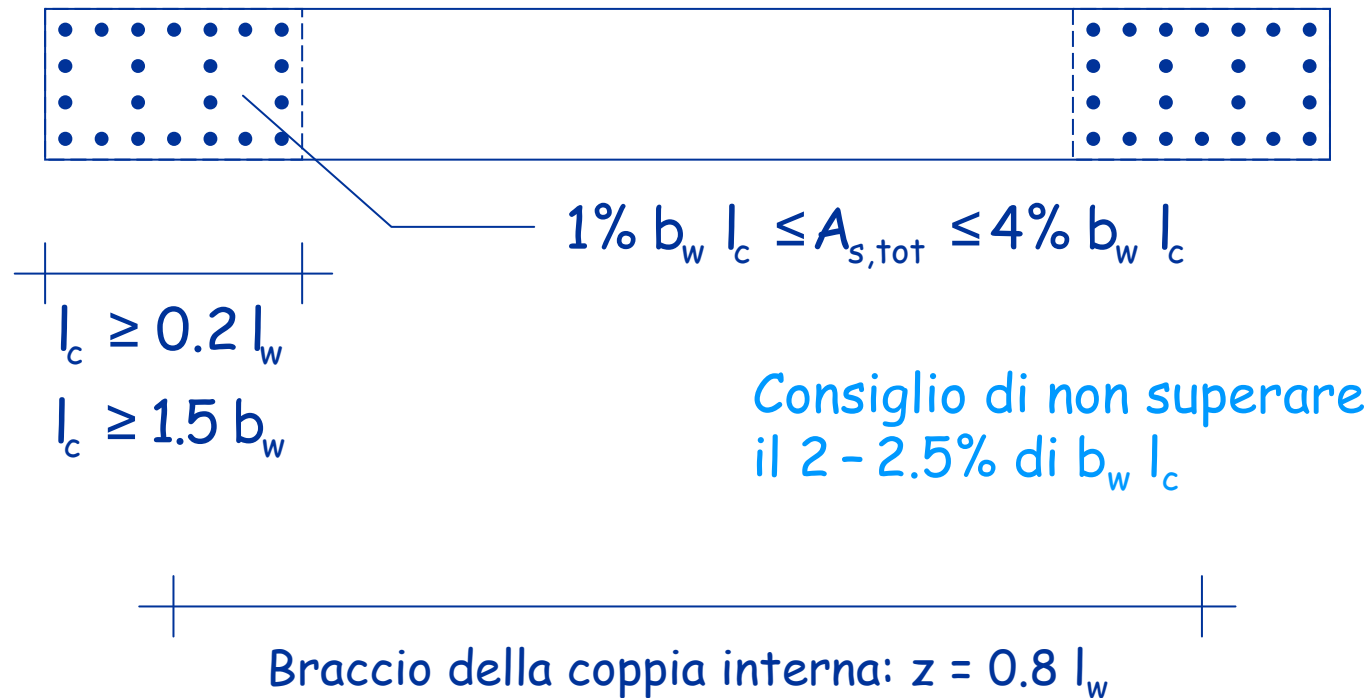 1% b_w l_c ≤ A_s,tot ≤ 4% b_w l_c
l_c ≥ 0.2 l_w
l_c ≥ 1.5 b_w
Consiglio di non superare
il 2 – 2.5% di b_w l_c
Braccio della coppia interna: z = 0.8 l_w